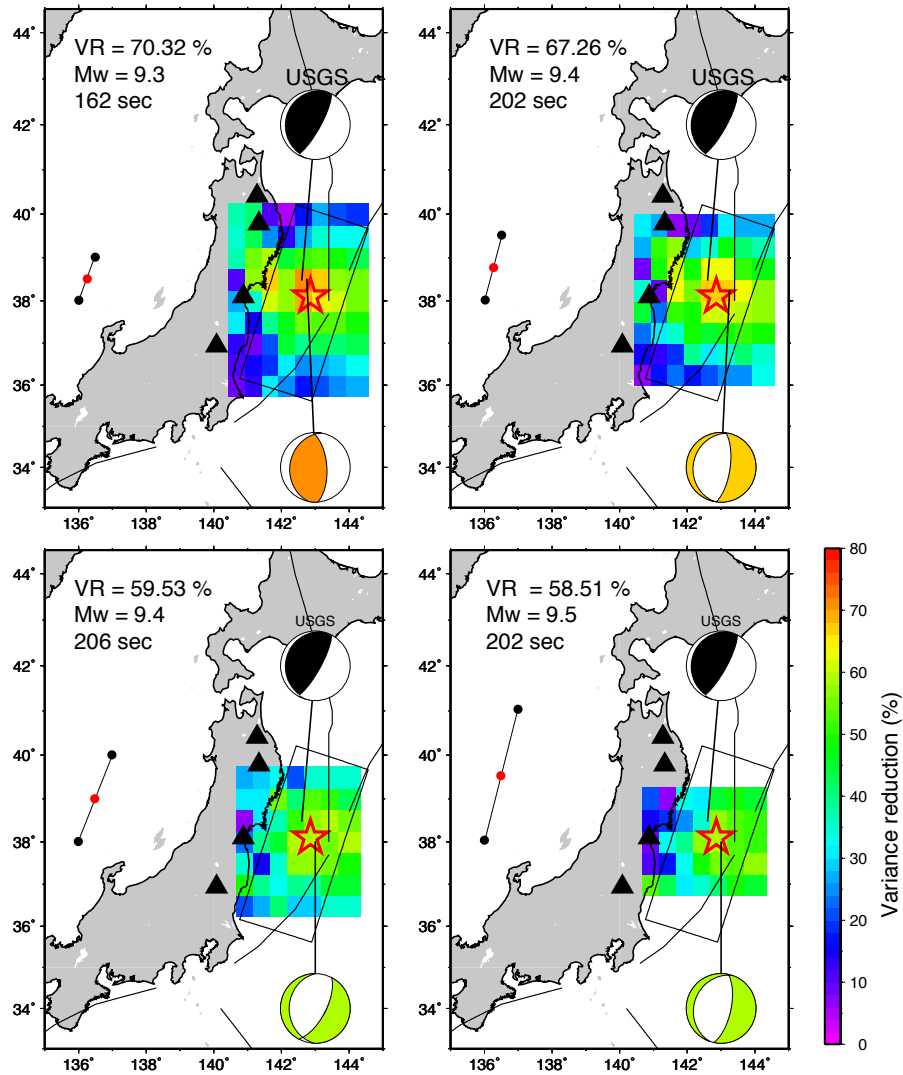 VR = 70.32 %
Mw = 9.3
162 sec
USGS
44˚
42˚
40˚
38˚
36˚
34˚
136˚ 138˚ 140˚ 142˚ 144˚
VR = 67.26 %
Mw = 9.4
202 sec
USGS
44˚
42˚
40˚
38˚
36˚
34˚
136˚ 138˚ 140˚ 142˚ 144˚
VR = 59.53 %
Mw = 9.4
206 sec
USGS
44˚
42˚
40˚
38˚
36˚
34˚
136˚ 138˚ 140˚ 142˚ 144˚
VR = 58.51 %
Mw = 9.5
202 sec
USGS
44˚
42˚
40˚
38˚
36˚
34˚
136˚ 138˚ 140˚ 142˚ 144˚
80
70
60
50
40
30
20
10
0
Variance reduction (%)